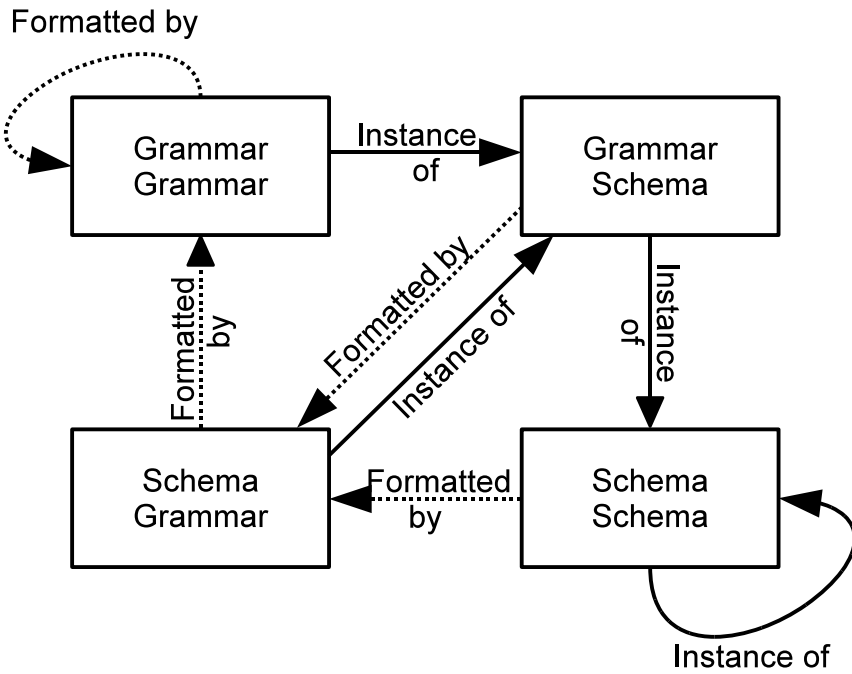 Formatted by
Grammar
Grammar
Instance
of
Grammar
Schema
Formatted by
Instance of
Formatted
by
Instance
of
Schema
Grammar
Formatted
by
Schema
Schema
Instance of